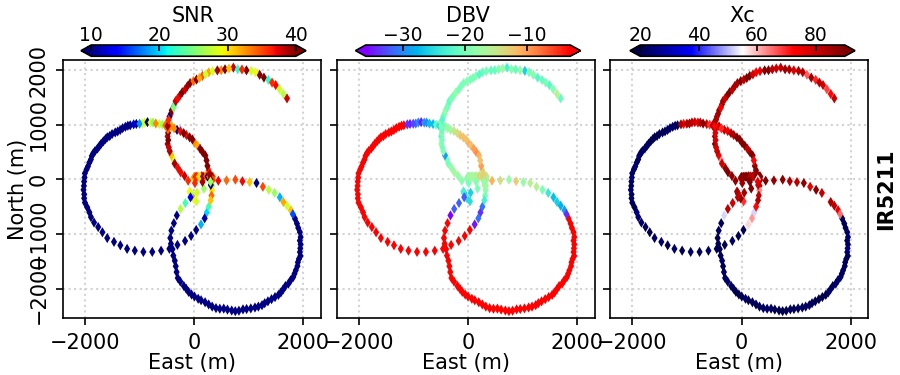 SNR DBV Xc
10 20 30 40 −30 −20 −10 20 40 60 80
2000
1000
0
−1000
−2000
North (m)
−2000 0 2000 −2000 0 2000 −2000 0 2000
East (m) East (m) East (m)
IR5211